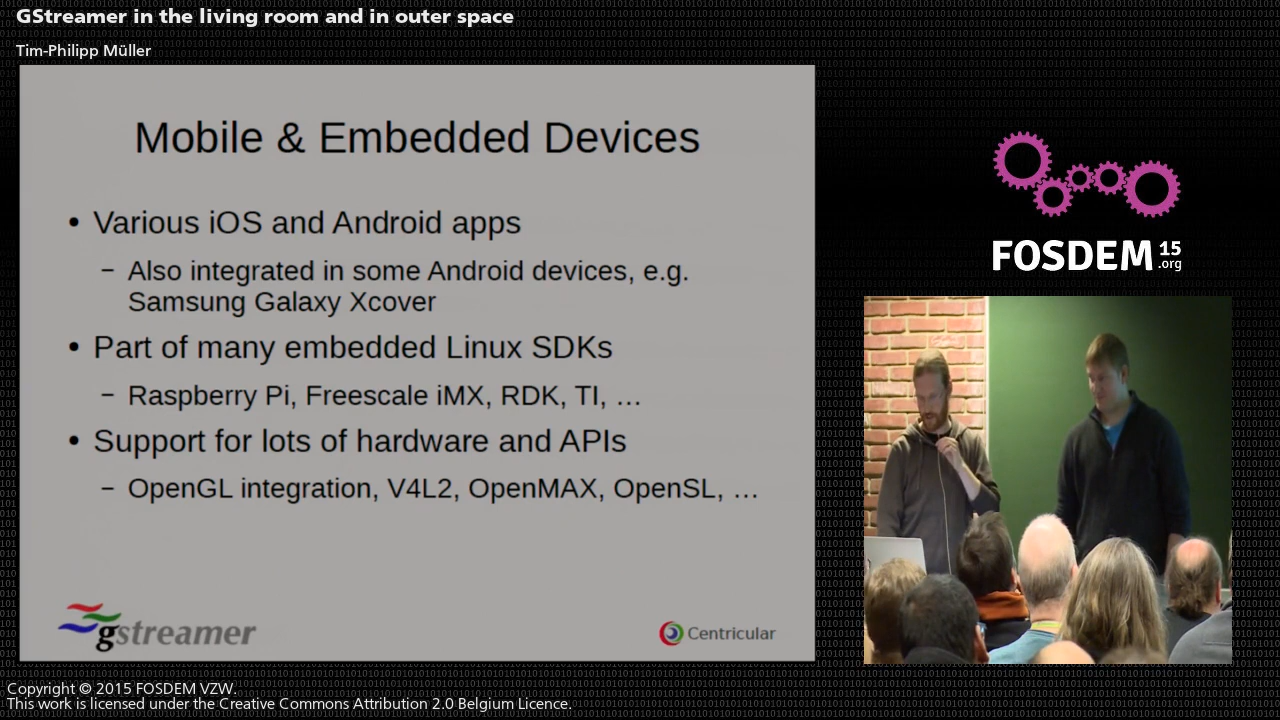 GStreamer in the living room and in outer space
Tim-Philipp Müller
Mobile & Embedded Devices
• Various iOS and Android apps
– Also integrated in some Android devices, e.g.
Samsung Galaxy Xcover
• Part of many embedded Linux SDKs
– Raspberry Pi, Freescale iMX, RDK, TI, …
• Support for lots of hardware and APIs
– OpenGL integration, V4L2, OpenMAX, OpenSL, …
gstreamer
Centricular
FOSDEM 15
.org
Copyright © 2015 FOSDEM VZW.
This work is licensed under the Creative Commons Attribution 2.0 Belgium Licence.